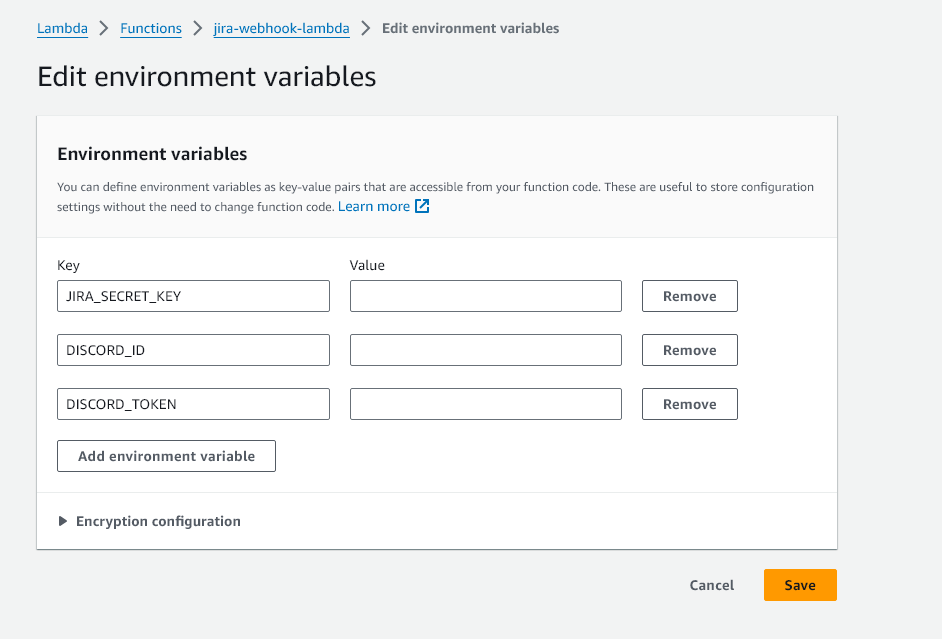 Lambda > Functions > jira-webhook-lambda > Edit environment variables
Edit environment variables
Environment variables
You can define environment variables as key-value pairs that are accessible from your function code. These are useful to store configuration
settings without the need to change function code. Learn more
Key Value
JIRA_SECRET_KEY Remove
DISCORD_ID Remove
DISCORD_TOKEN Remove
Add environment variable
Encryption configuration
Cancel Save